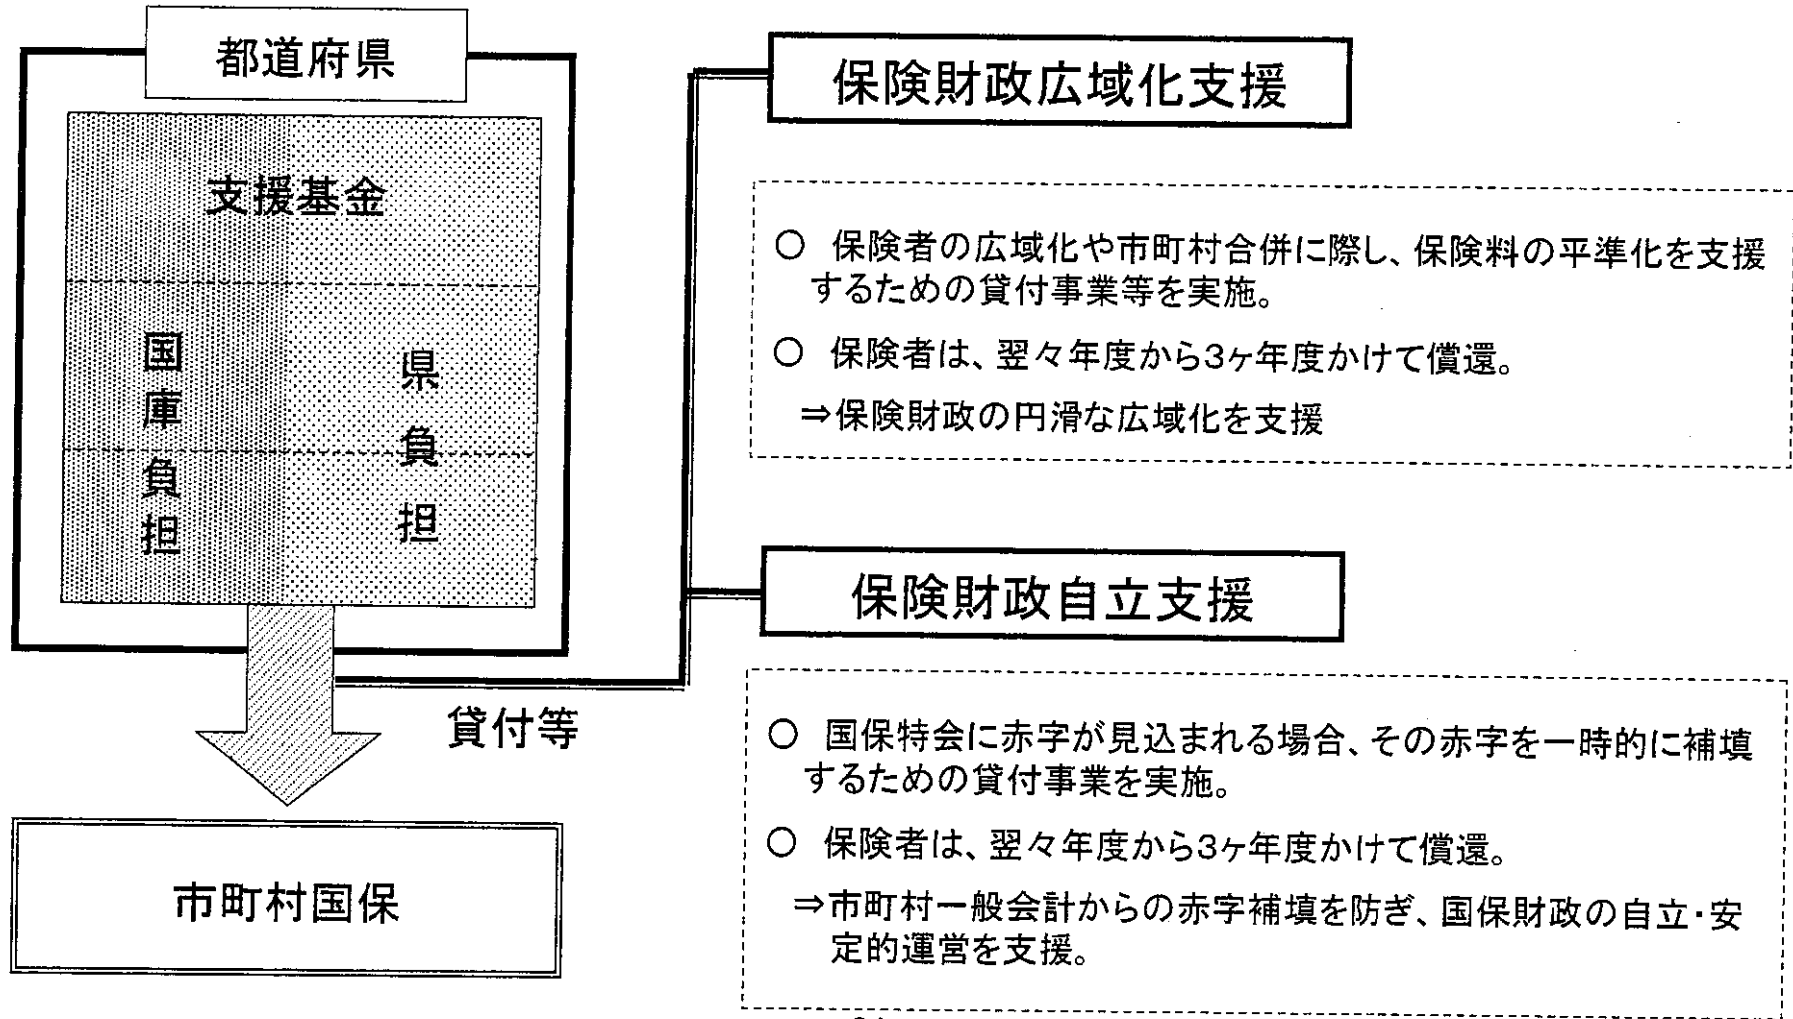 都道府県
支援基金
国庫負担
県負担
貸付等
市町村国保
保険財政広域化支援
○ 保険者の広域化や市町村合併に際し、保険料の平準化を支援
するための貸付事業等を実施。
○ 保険者は、翌々年度から3ヶ年度かけて償還。
⇒保険財政の円滑な広域化を支援
保険財政自立支援
○ 国保特会に赤字が見込まれる場合、その赤字を一時的に補填
するための貸付事業を実施。
○ 保険者は、翌々年度から3ヶ年度かけて償還。
⇒市町村一般会計からの赤字補填を防ぎ、国保財政の自立・安
定的運営を支援。